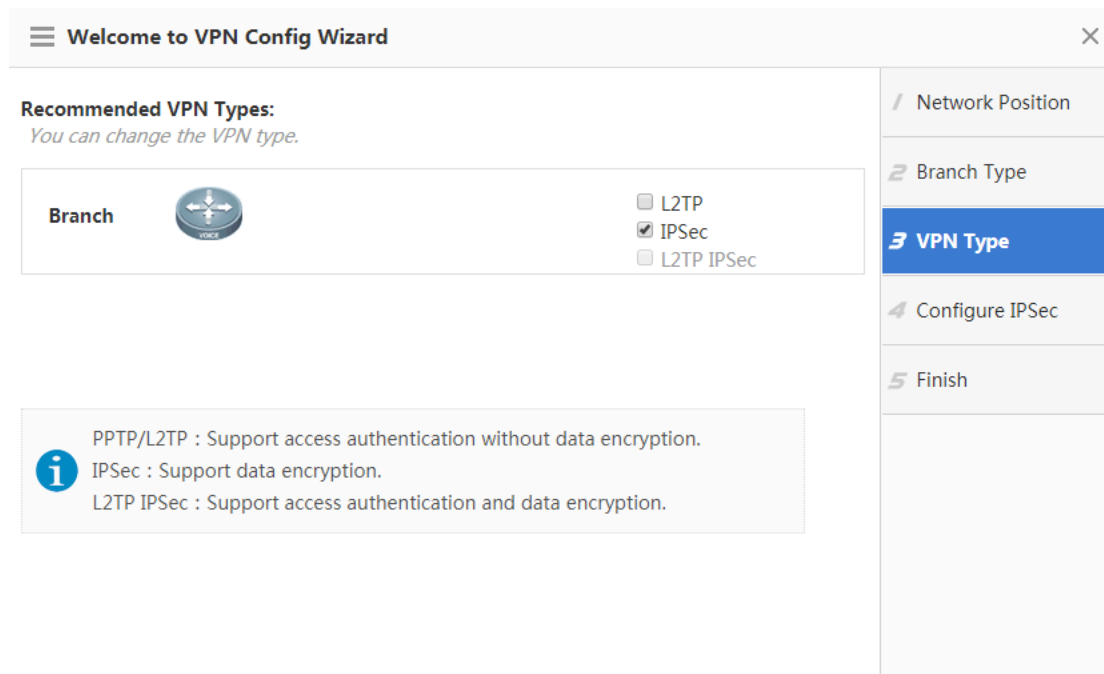 Welcome to VPN Config Wizard
Recommended VPN Types:
You can change the VPN type.
Branch
VOICE
L2TP
IPSec
L2TP IPSec
PPTP/L2TP : Support access authentication without data encryption.
IPSec : Support data encryption.
L2TP IPSec : Support access authentication and data encryption.
1 Network Position
2 Branch Type
3 VPN Type
4 Configure IPSec
5 Finish